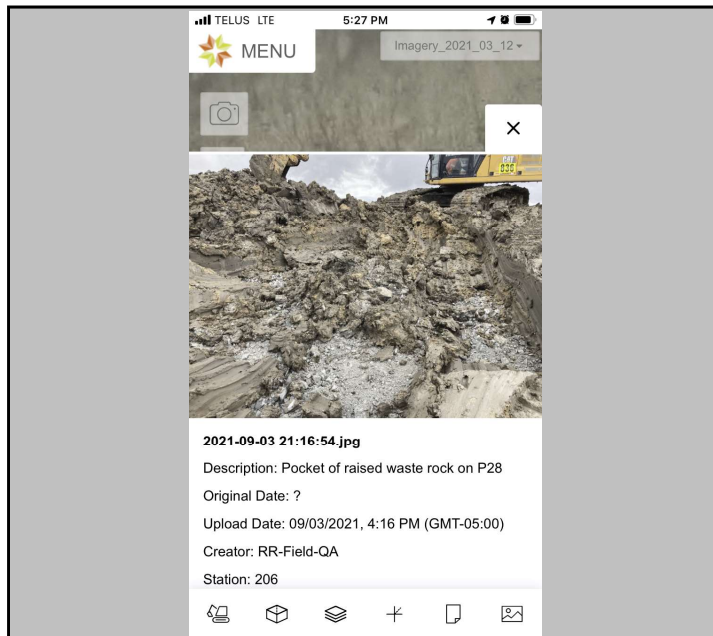 TELUS LTE 5:27 PM
MENU
Imagery_2021_03_12
CAT
036
2021-09-03 21:16:54.jpg
Description: Pocket of raised waste rock on P28
Original Date: ?
Upload Date: 09/03/2021, 4:16 PM (GMT-05:00)
Creator: RR-Field-QA
Station: 206